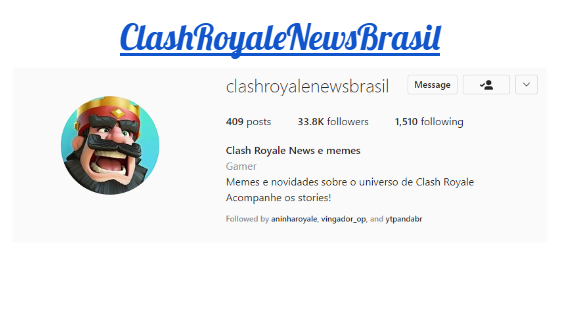 ClashRoyaleNewsBrasil
clashroyalenewsbrasil Message
409 posts 33.8K followers 1,510 following
Clash Royale News e memes
Gamer
Memes e novidades sobre o universo de Clash Royale
Acompanhe os stories!
Followed by aninharoyale, vingador_op, and ytpandabr